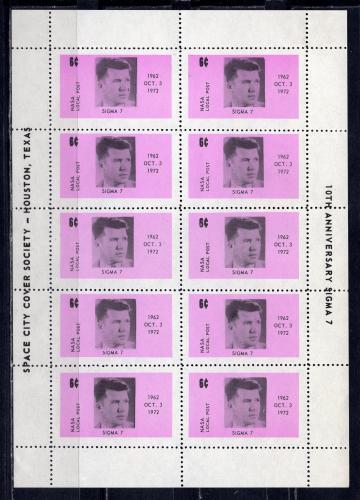 SPACE CITY COVER SOCIETY – HOUSTON, TEXAS
6¢
NASA
LOCAL POST
1962
OCT. 3
1972
SIGMA 7
6¢
NASA
LOCAL POST
1962
OCT. 3
1972
SIGMA 7
6¢
NASA
LOCAL POST
1962
OCT. 3
1972
SIGMA 7
6¢
NASA
LOCAL POST
1962
OCT. 3
1972
SIGMA 7
6¢
NASA
LOCAL POST
1962
OCT. 3
1972
SIGMA 7
6¢
NASA
LOCAL POST
1962
OCT. 3
1972
SIGMA 7
6¢
NASA
LOCAL POST
1962
OCT. 3
1972
SIGMA 7
6¢
NASA
LOCAL POST
1962
OCT. 3
1972
SIGMA 7
6¢
NASA
LOCAL POST
1962
OCT. 3
1972
SIGMA 7
6¢
NASA
LOCAL POST
1962
OCT. 3
1972
SIGMA 7
10TH ANNIVERSARY SIGMA 7